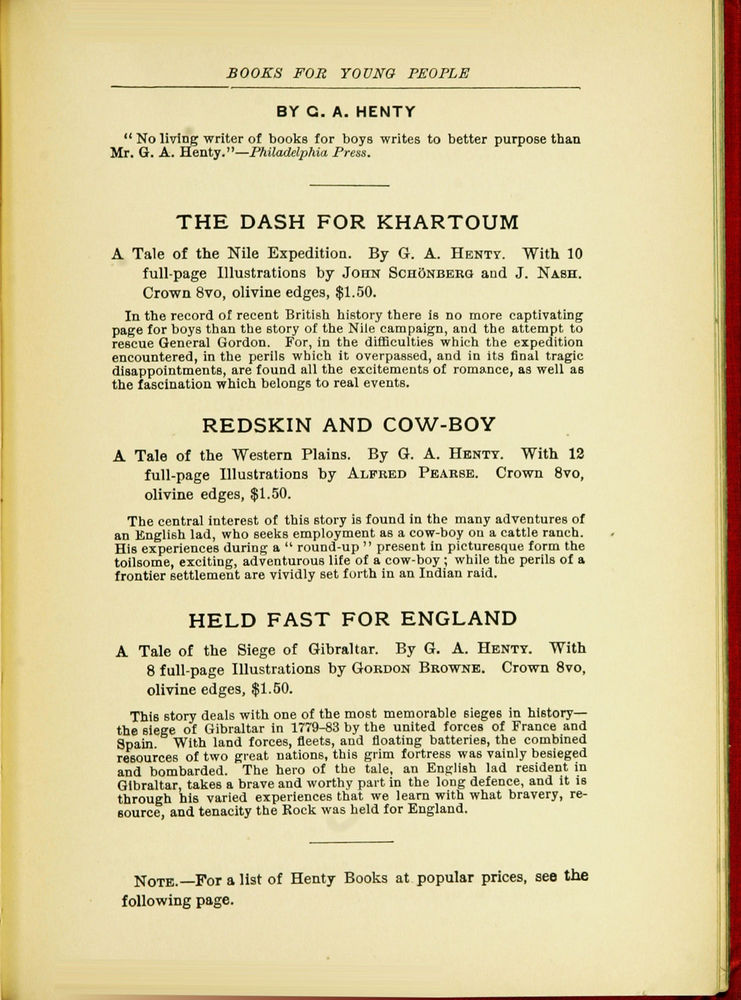 BOOKS FOR YOUNG PEOPLE
BY G. A. HENTY
“ No living writer of books for boys writes to better purpose than
Mr. G. A. Henty.”—Philadelphia Press.
THE DASH FOR KHARTOUM
A Tale of the Nile Expedition. By G. A. HENTY. With 10
full-page Illustrations by JOHN SCHÖNBERG and J. NASH.
Crown 8vo, olivine edges, $1.50.
In the record of recent British history there is no more captivating
page for boys than the story of the Nile campaign, and the attempt to
rescue General Gordon. For, in the difficulties which the expedition
encountered, in the perils which it overpassed, and in its final tragic
disappointments, are found all the excitements of romance, as well as
the fascination which belongs to real events.
REDSKIN AND COW-BOY
A Tale of the Western Plains. By G. A. HENTY. With 12
full-page Illustrations by ALFRED PEARSE. Crown 8vo,
olivine edges, $1.50.
The central interest of this story is found in the many adventures of
an English lad, who seeks employment as a cow-boy on a cattle ranch.
His experiences during a “ round-up ” present in picturesque form the
toilsome, exciting, adventurous life of a cow-boy ; while the perils of a
frontier settlement are vividly set forth in an Indian raid.
HELD FAST FOR ENGLAND
A Tale of the Siege of Gibraltar. By G. A. HENTY. With
8 full-page Illustrations by GORDON BROWNE. Crown 8vo,
olivine edges, $1.50.
This story deals with one of the most memorable sieges in history—
the siege of Gibraltar in 1779–83 by the united forces of France and
Spain. With land forces, fleets, and floating batteries, the combined
resources of two great nations, this grim fortress was vainly besieged
and bombarded. The hero of the tale, an English lad resident in
Gibraltar, takes a brave and worthy part in the long defence, and it is
through his varied experiences that we learn with what bravery, re-
source, and tenacity the Rock was held for England.
NOTE.—For a list of Henty Books at popular prices, see the
following page.